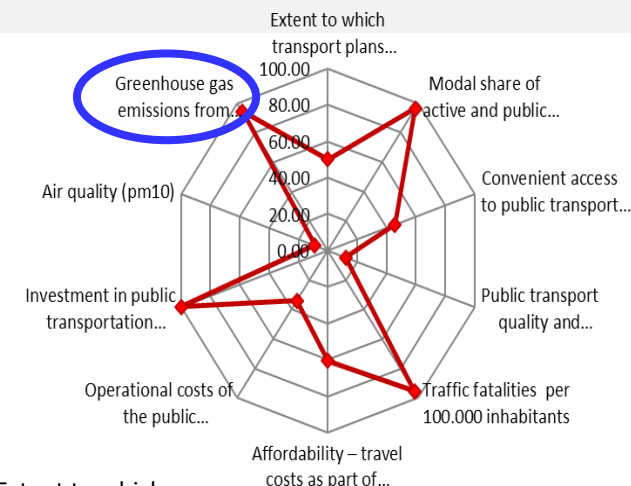 Extent to which
transport plans...
100.00
Greenhouse gas
emissions from...
Modal share of
active and public...
80.00
60.00
Air quality (pm10)
40.00
Convenient access
to public transport...
20.00
0.00
Investment in public
transportation...
Public transport
quality and...
Operational costs of
the public...
Traffic fatalities per
100.000 inhabitants
Affordability – travel
costs as part of...